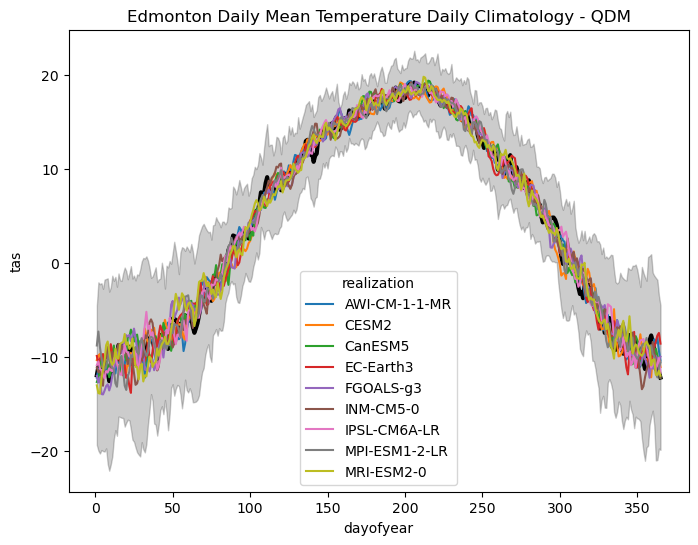 Edmonton Daily Mean Temperature Daily Climatology - QDM
20
10
0
−10
−20
tas
realization
AWI-CM-1-1-MR
CESM2
CanESM5
EC-Earth3
FGOALS-g3
INM-CM5-0
IPSL-CM6A-LR
MPI-ESM1-2-LR
MRI-ESM2-0
0 50 100 150 200 250 300 350
dayofyear